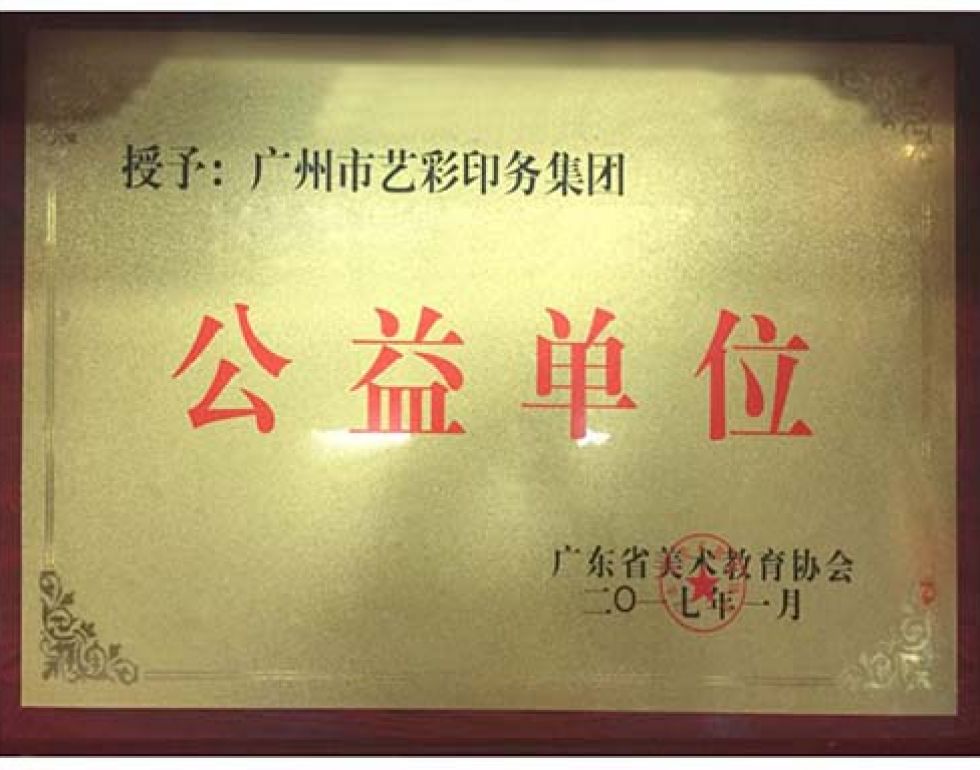 授予：广州市艺彩印务集团
公益单位
广东省美术教育协会
二〇一七年一月